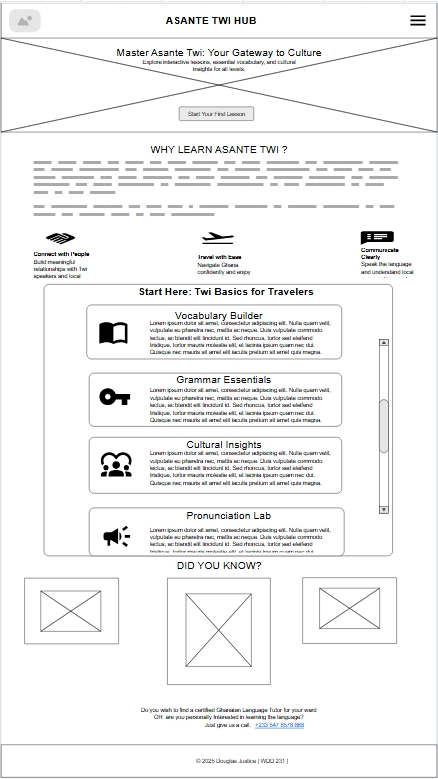 ASANTE TWI HUB
Master Asante Twi: Your Gateway to Culture
Explore interactive lessons, essential vocabulary, and cultural
insights for all levels.
Start Your First Lesson
WHY LEARN ASANTE TWI ?
Connect with People
Build meaningful
relationships with Twi
speakers and local
Travel with Ease
Navigate Ghana
confidently and enjoy
Communicate
Clearly
Speak the language
and understand local
Start Here: Twi Basics for Travelers
Vocabulary Builder
Lorem ipsum dolor sit amet, consectetur adipiscing elit. Nulla quam velit,
vulputate eu pharetra nec, mattis ac neque. Duis vulputate commodo
lectus, ac blandit elit tincidunt id. Sed rhoncus, tortor sed eleifend
tristique, tortor mauris molestie elit, et lacinia ipsum quam nec dui.
Quisque nec mauris sit amet elit iaculis pretium sit amet quis magna.
Grammar Essentials
Lorem ipsum dolor sit amet, consectetur adipiscing elit. Nulla quam velit,
vulputate eu pharetra nec, mattis ac neque. Duis vulputate commodo
lectus, ac blandit elit tincidunt id. Sed rhoncus, tortor sed eleifend
tristique, tortor mauris molestie elit, et lacinia ipsum quam nec dui.
Quisque nec mauris sit amet elit iaculis pretium sit amet quis magna.
Cultural Insights
Lorem ipsum dolor sit amet, consectetur adipiscing elit. Nulla quam velit,
vulputate eu pharetra nec, mattis ac neque. Duis vulputate commodo
lectus, ac blandit elit tincidunt id. Sed rhoncus, tortor sed eleifend
tristique, tortor mauris molestie elit, et lacinia ipsum quam nec dui.
Quisque nec mauris sit amet elit iaculis pretium sit amet quis magna.
Pronunciation Lab
Lorem ipsum dolor sit amet, consectetur adipiscing elit. Nulla quam velit,
vulputate eu pharetra nec, mattis ac neque. Duis vulputate commodo
lectus, ac blandit elit tincidunt id. Sed rhoncus, tortor sed eleifend
tristique, tortor mauris molestie elit, et lacinia ipsum quam nec dui.
DID YOU KNOW?
Do you wish to find a certified Ghanaian Language Tutor for your ward
OR are you personally interested in learning the language?
Just give us a call. +233 547 6578 868
© 2025 Douglas Justice | WDD 231 |